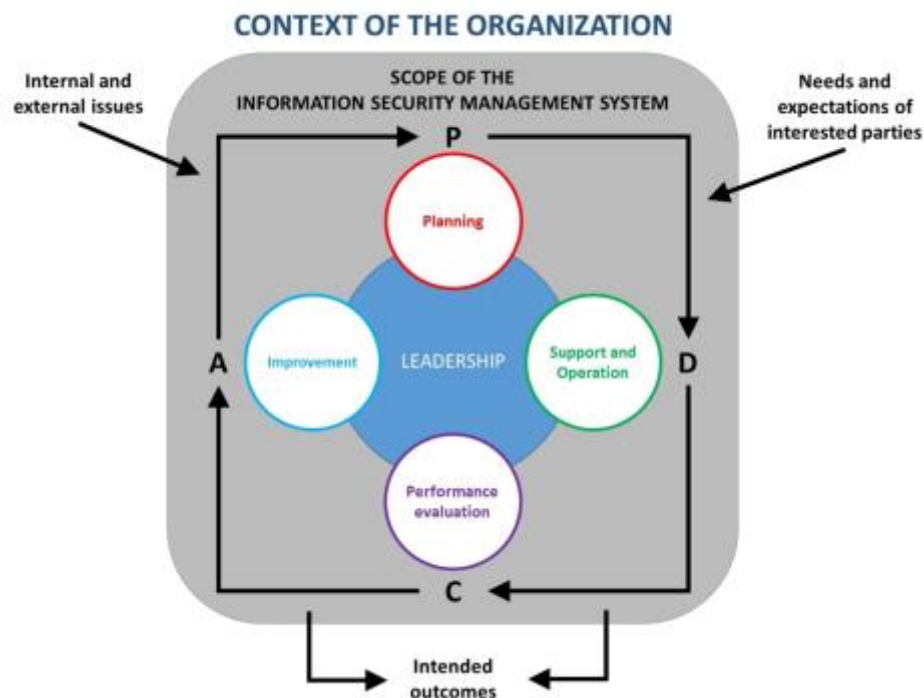 CONTEXT OF THE ORGANIZATION
Internal and
external issues
SCOPE OF THE
INFORMATION SECURITY MANAGEMENT SYSTEM
Needs and
expectations of
interested parties
P
Planning
A
Improvement
LEADERSHIP
Support and
Operation
D
Performance
evaluation
C
Intended
outcomes